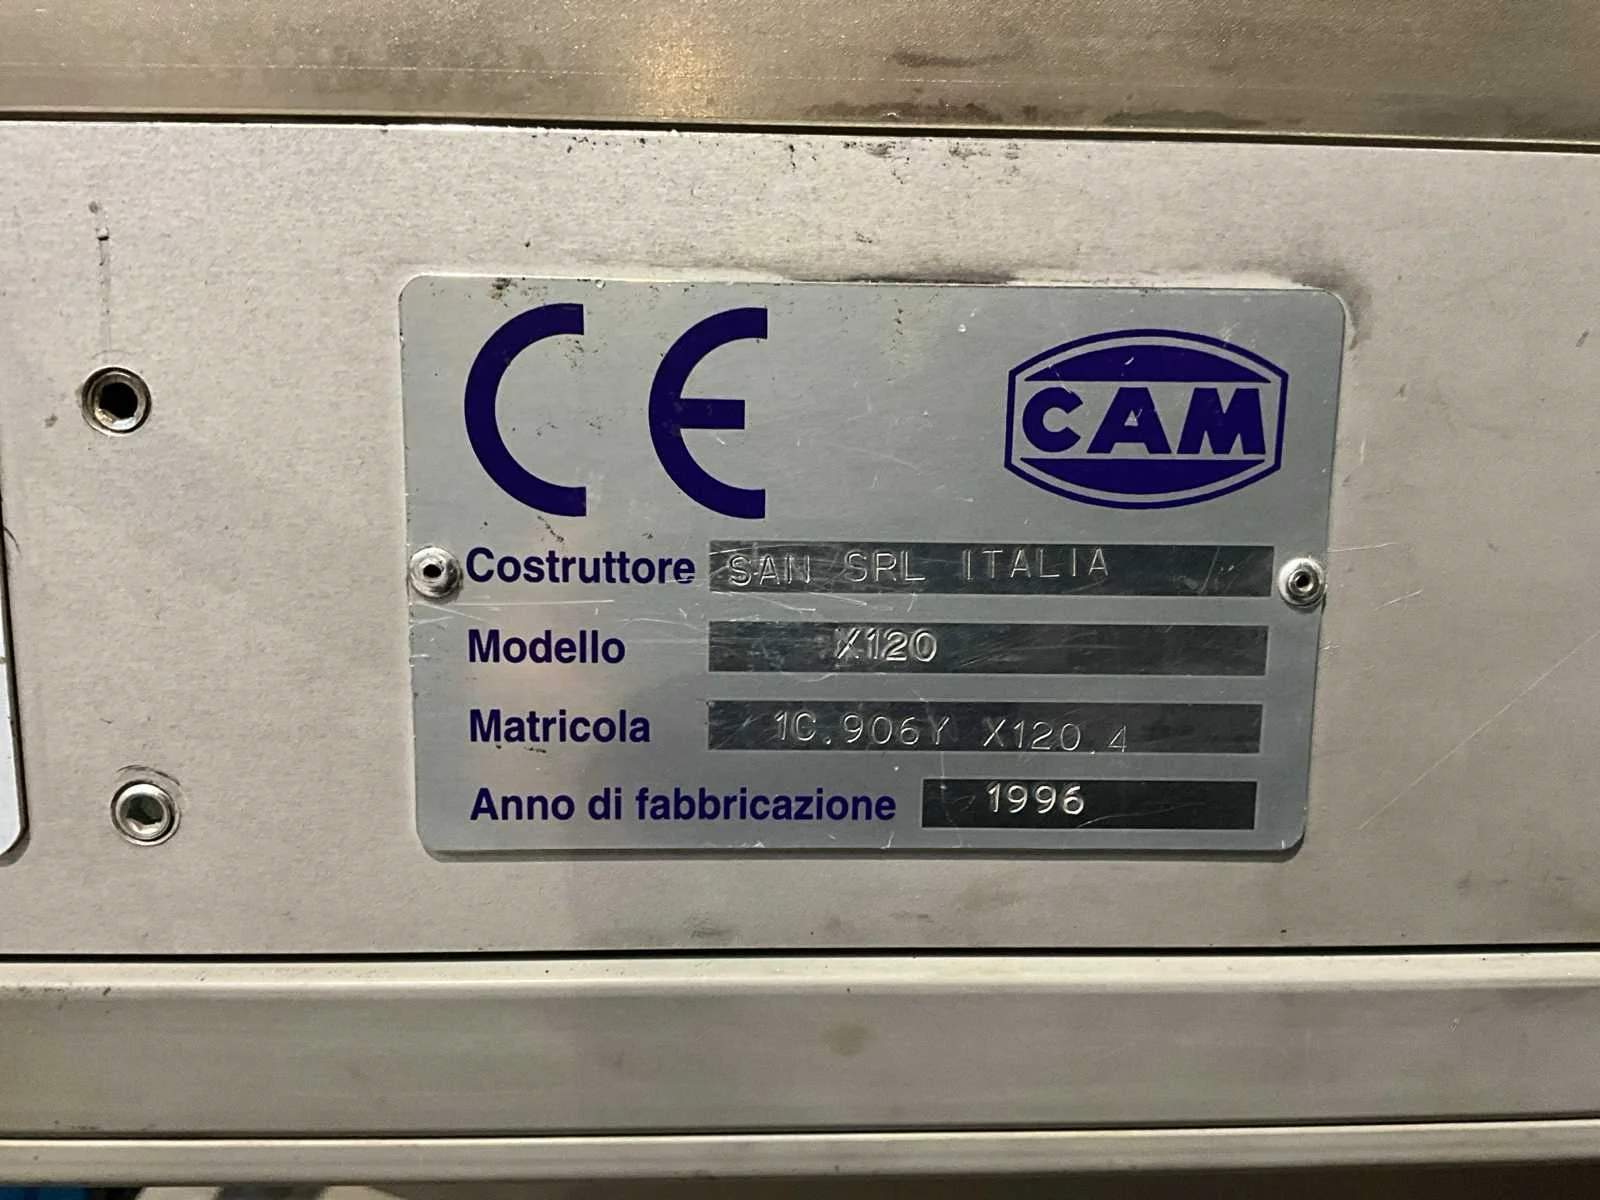 CE
CAM
Costruttore SAN SRL ITALIA
Modello X120
Matricola 1C.906Y X120.4
Anno di fabbricazione 1996